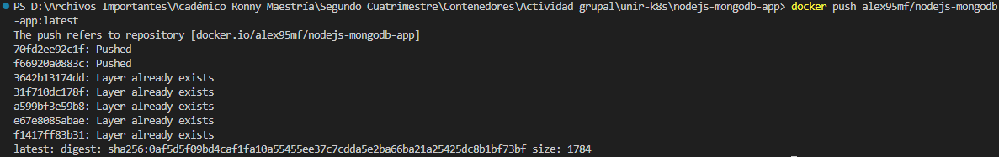 PS D:\Archivos Importantes\Académico Ronny Maestría\Segundo Cuatrimestre\Contenedores\Actividad grupal\unir-k8s\nodejs-mongodb-app> docker push alex95mf/nodejs-mongodb
-app:latest
The push refers to repository [docker.io/alex95mf/nodejs-mongodb-app]
70fd2ee92c1f: Pushed
f66920a0883c: Pushed
3642b13174dd: Layer already exists
31f710dc178f: Layer already exists
a599bf3e59b8: Layer already exists
e67e8085abae: Layer already exists
f1417ff83b31: Layer already exists
latest: digest: sha256:0af5d5f09bd4caf1fa10a55455ee37c7cdda5e2ba66ba21a25425dc8b1bf73bf size: 1784